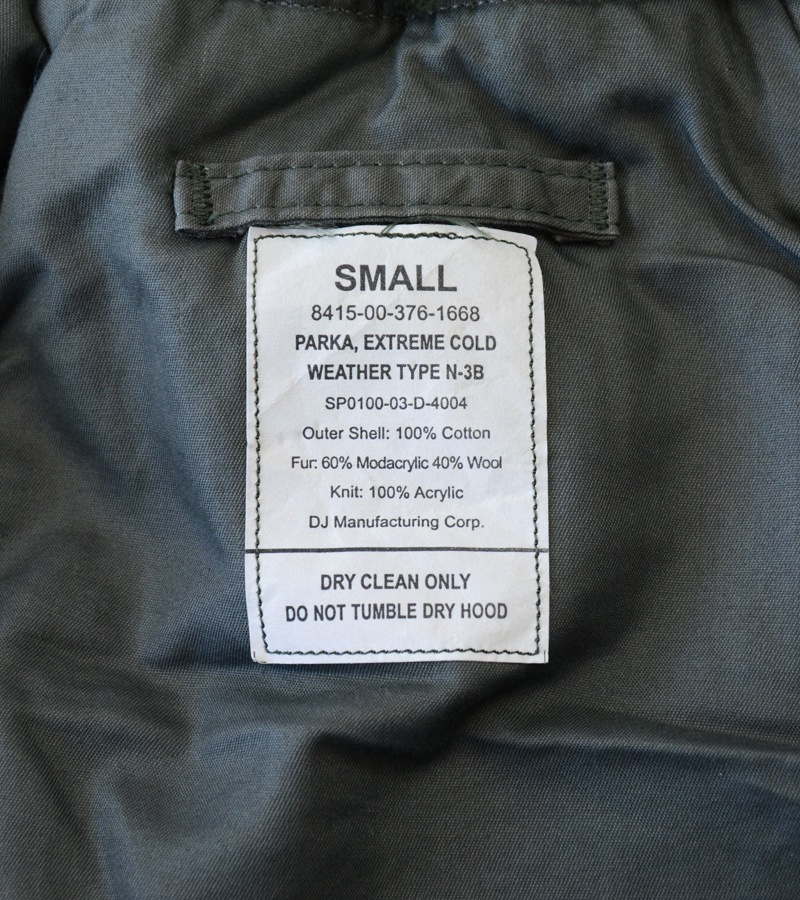 SMALL
8415-00-376-1668
PARKA, EXTREME COLD
WEATHER TYPE N-3B
SP0100-03-D-4004
Outer Shell: 100% Cotton
Fur: 60% Modacrylic 40% Wool
Knit: 100% Acrylic
DJ Manufacturing Corp.
DRY CLEAN ONLY
DO NOT TUMBLE DRY HOOD